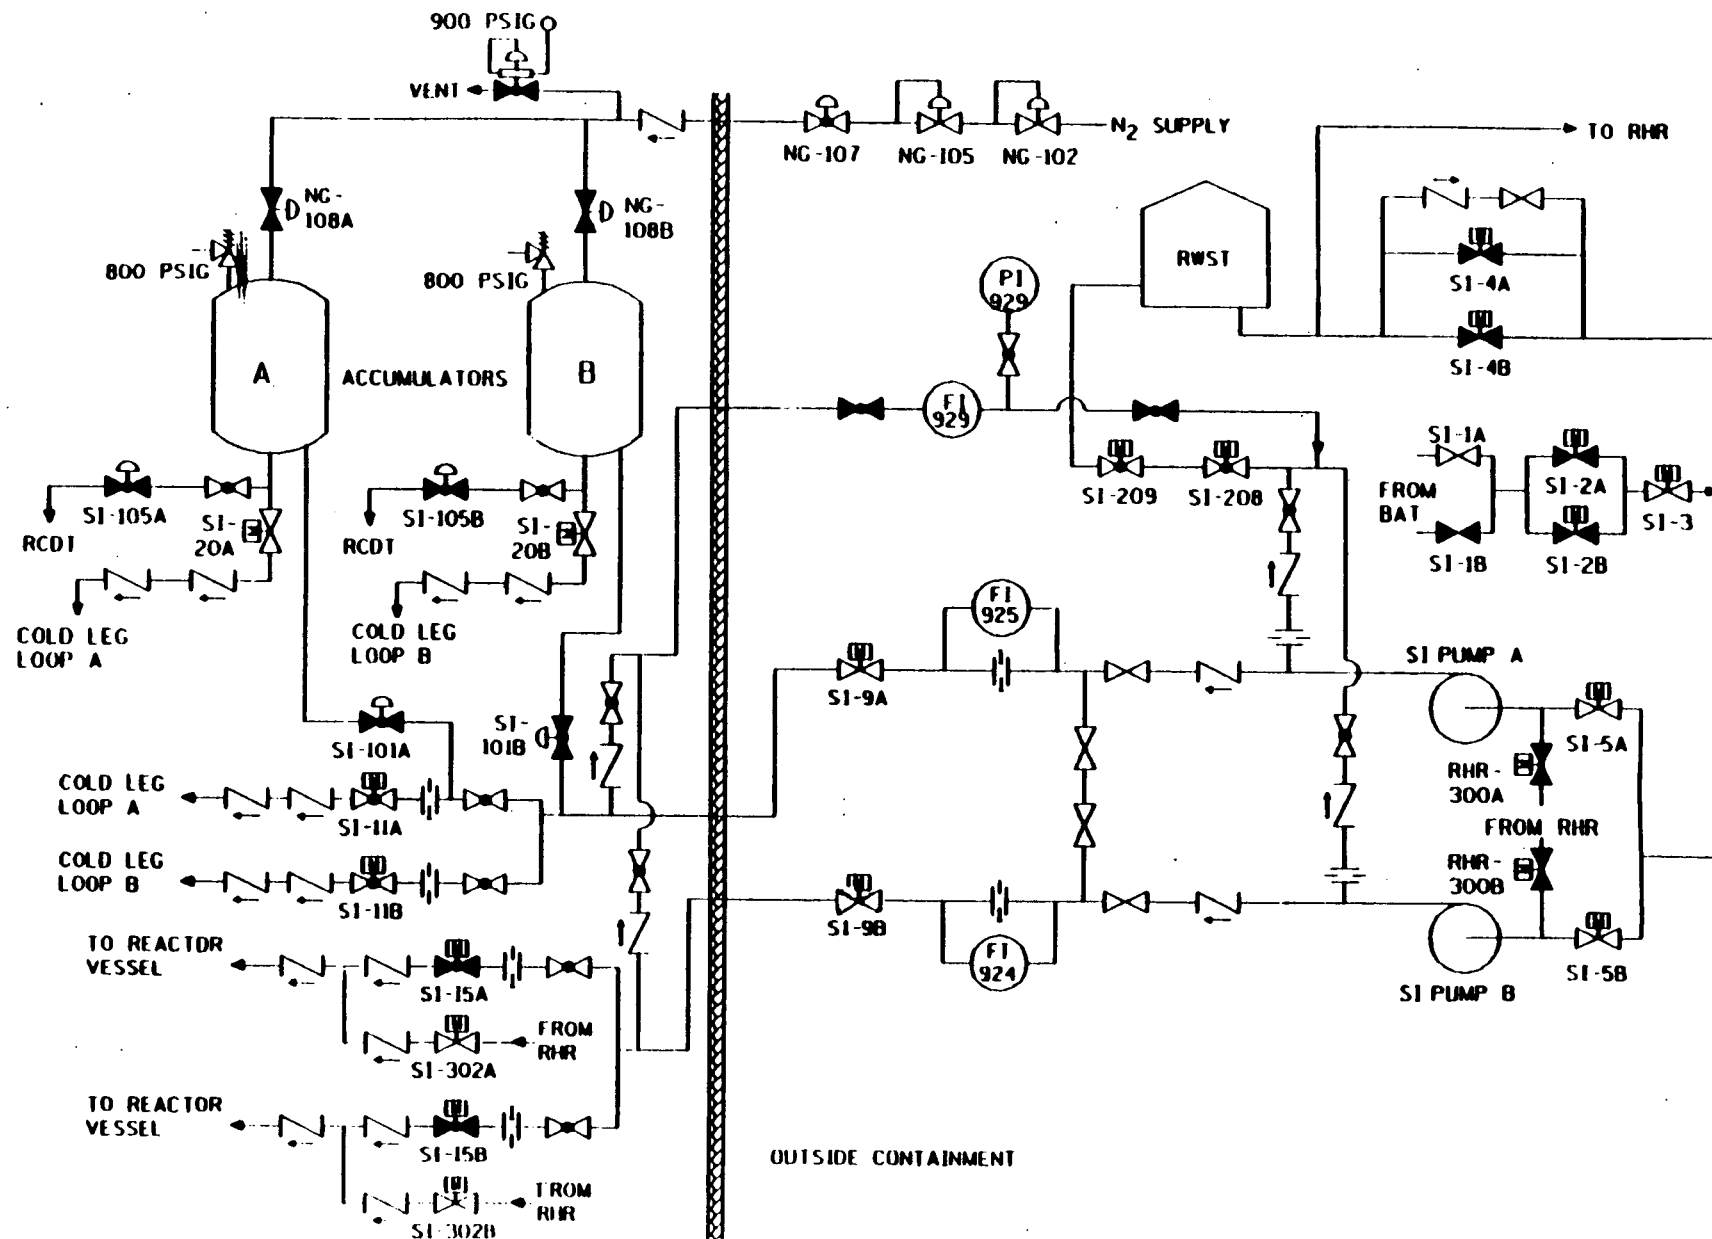 900 PSIG
VENT
N2 SUPPLY
NG-107
NG-105
NG-102
TO RHR
NG-
108A
NG-
108B
800 PSIG
800 PSIG
RWST
PI
929
SI-4A
SI-4B
A
ACCUMULATORS
B
FI
929
SI-209
SI-208
SI-1A
FROM
BAT
SI-1B
SI-2A
SI-2B
SI-3
SI-105A
RCDT
SI-
20A
SI-105B
RCDT
SI-
20B
COLD LEG
LOOP A
COLD LEG
LOOP B
FI
925
SI PUMP A
SI-9A
SI-5A
SI-101A
SI-
101B
RHR-
300A
COLD LEG
LOOP A
SI-11A
FROM RHR
COLD LEG
LOOP B
SI-11B
RHR-
300B
SI-9B
FI
924
SI-5B
SI PUMP B
TO REACTOR
VESSEL
SI-15A
FROM
RHR
SI-302A
TO REACTOR
VESSEL
SI-15B
FROM
RHR
SI-302B
OUTSIDE CONTAINMENT